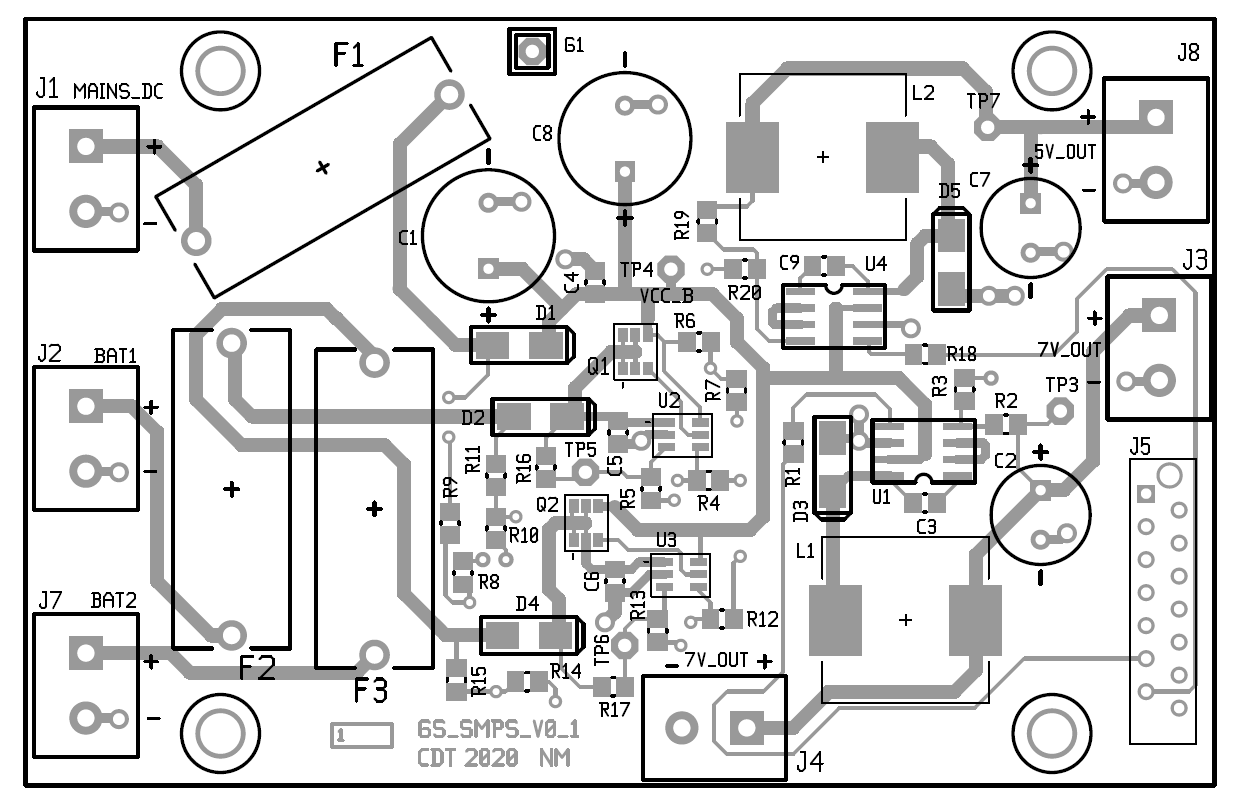 G1
F1
J8
J1 MAINS_DC
L2
TP7
C8
+
5V_OUT
-
C7
D5
R19
C1
C9 U4
J3
TP4
C4
R20
VCC_B
D1
R6
7V_OUT
J2 BAT1
Q1
R18
TP3
R7
R3
R2
U2
D2
J5
TP5
R11
R16
C5
R1
C2
R9
R5
R4
U1
Q2
D3
C3
R10
U3
L1
R8
C6
J7 BAT2
D4
R13
R12
TP6
F2
R14
- 7V_OUT +
F3
R15
R17
1
6S_SMPS_V0_1
CDT 2020 NM
J4